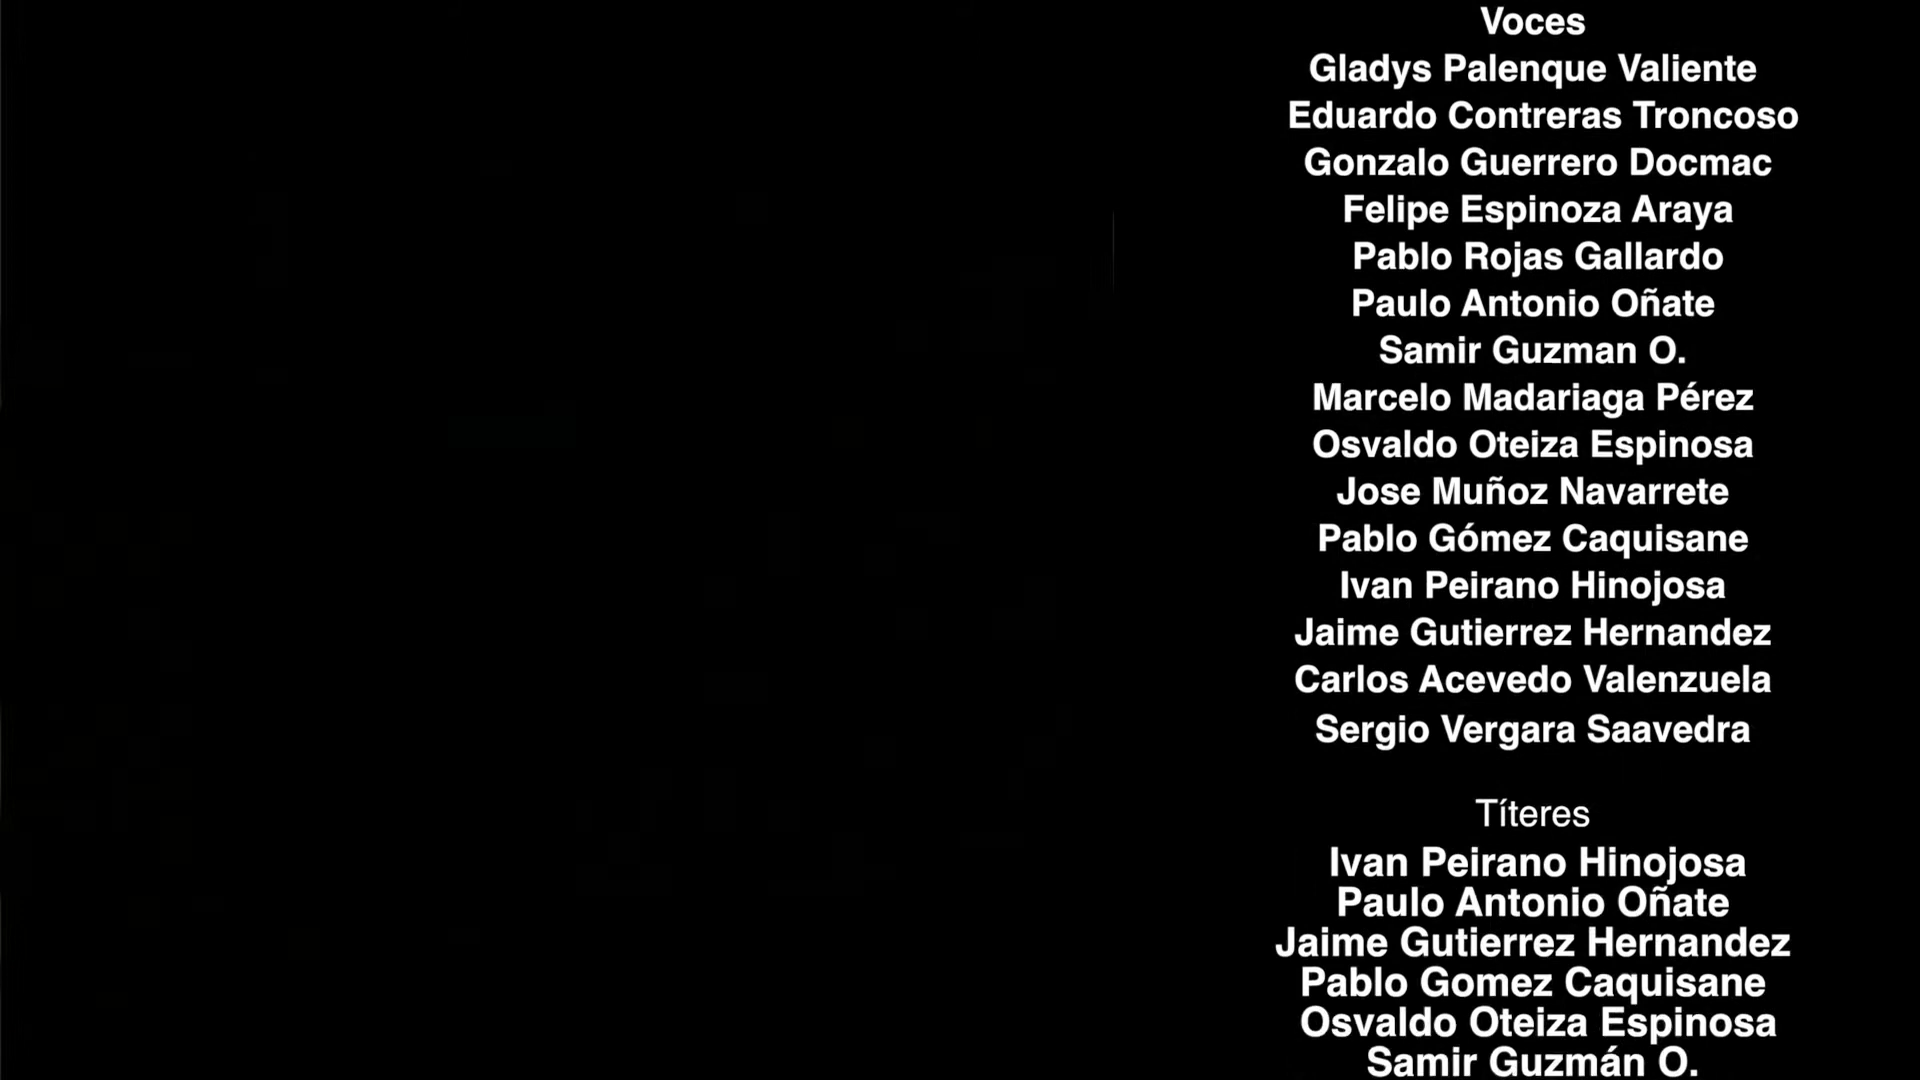 Voces
Gladys Palenque Valiente
Eduardo Contreras Troncoso
Gonzalo Guerrero Docmac
Felipe Espinoza Araya
Pablo Rojas Gallardo
Paulo Antonio Oñate
Samir Guzman O.
Marcelo Madariaga Pérez
Osvaldo Oteiza Espinosa
Jose Muñoz Navarrete
Pablo Gómez Caquisane
Ivan Peirano Hinojosa
Jaime Gutierrez Hernandez
Carlos Acevedo Valenzuela
Sergio Vergara Saavedra
Títeres
Ivan Peirano Hinojosa
Paulo Antonio Oñate
Jaime Gutierrez Hernandez
Pablo Gomez Caquisane
Osvaldo Oteiza Espinosa
Samir Guzmán O.